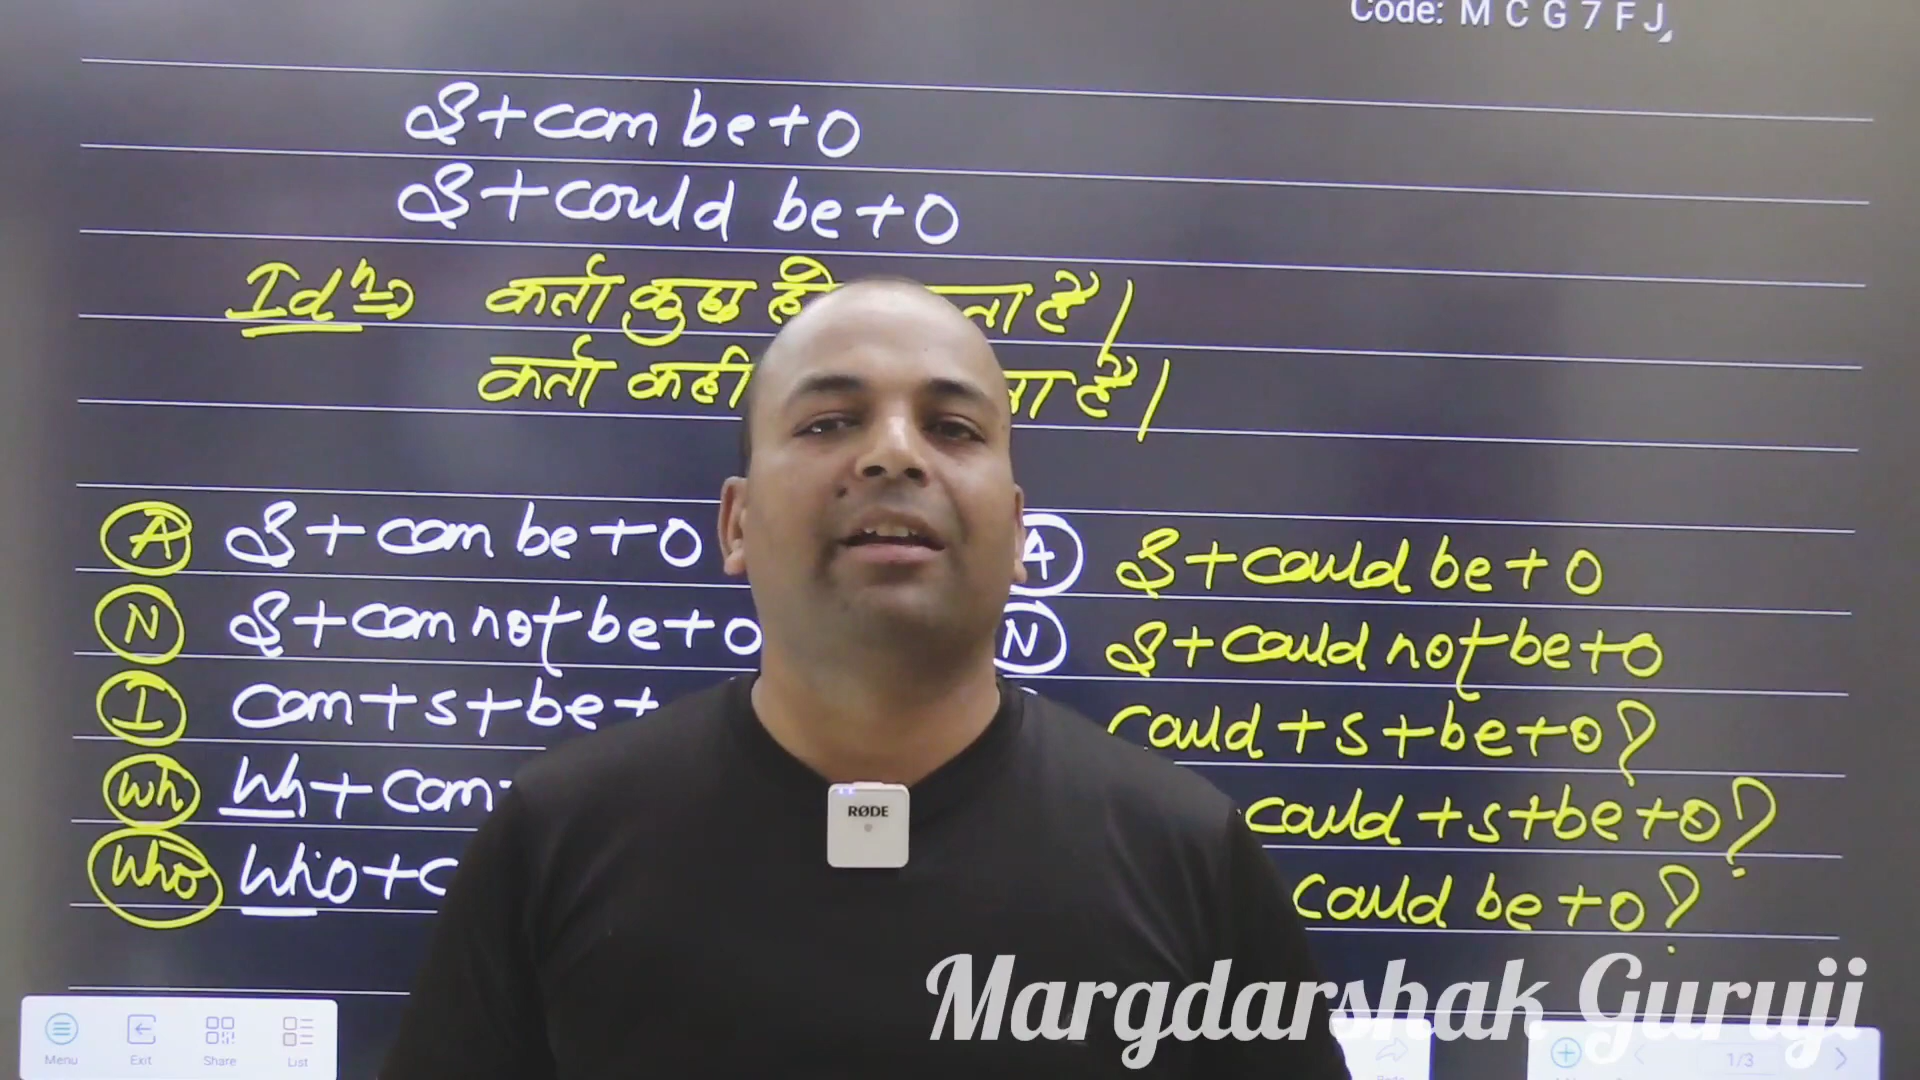 Code: M C G 7 F J
S+can be+O
S+could be+O
Idn⇒ कर्ता कुछ हो ता है।
कर्ता कही ता है।
A S+can be+O
A S+could be+O
N S+can not be+O
N S+could not be+O
I can+s+be+
could+s+be+o?
Wh Wh+can
could+s+be+o?
Who Who+c
could be+o?
RØDE
Margdarshak Guruji
Menu Exit Share List
1/3